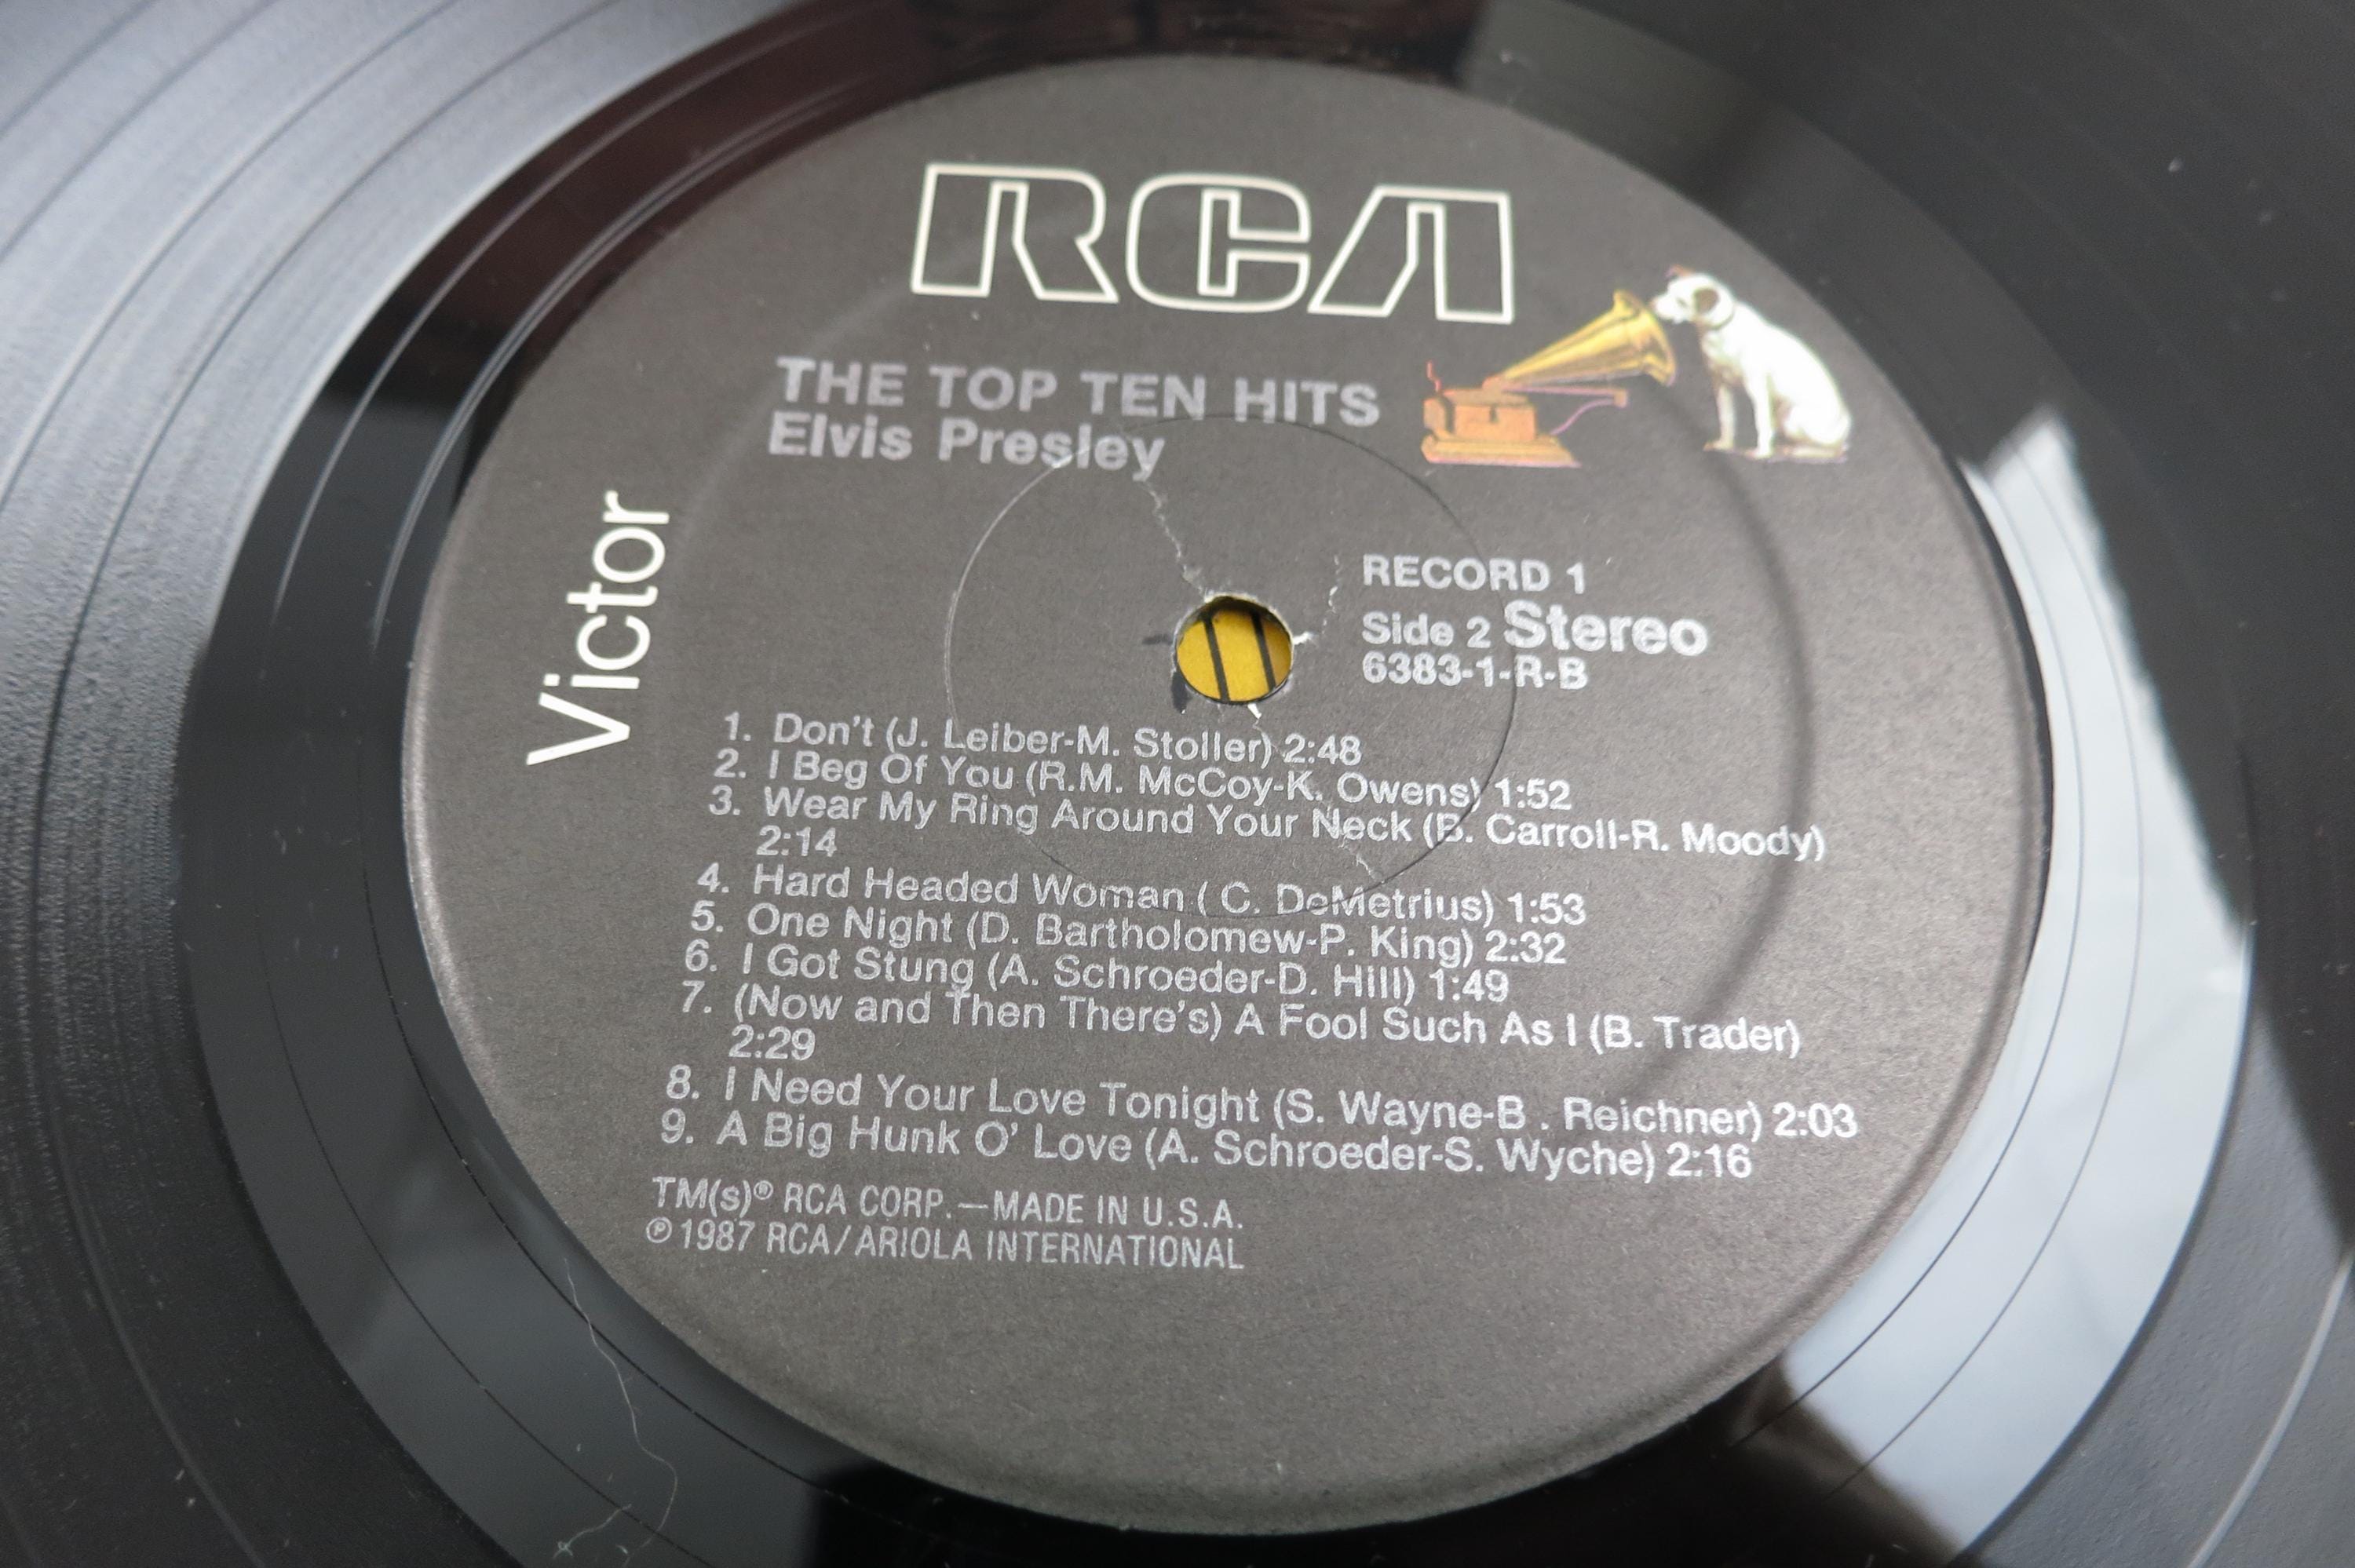 RCA
THE TOP TEN HITS
Elvis Presley
Victor
RECORD 1
Side 2 Stereo
6383-1-R-B
1. Don't (J. Leiber-M. Stoller) 2:48
2. I Beg Of You (R.M. McCoy-K. Owens) 1:52
3. Wear My Ring Around Your Neck (B. Carroll-R. Moody)
2:14
4. Hard Headed Woman ( C. DeMetrius) 1:53
5. One Night (D. Bartholomew-P. King) 2:32
6. I Got Stung (A. Schroeder-D. Hill) 1:49
7. (Now and Then There's) A Fool Such As I (B. Trader)
2:29
8. I Need Your Love Tonight (S. Wayne-B . Reichner) 2:03
9. A Big Hunk O' Love (A. Schroeder-S. Wyche) 2:16
TM(s)® RCA CORP.—MADE IN U.S.A.
℗ 1987 RCA/ARIOLA INTERNATIONAL